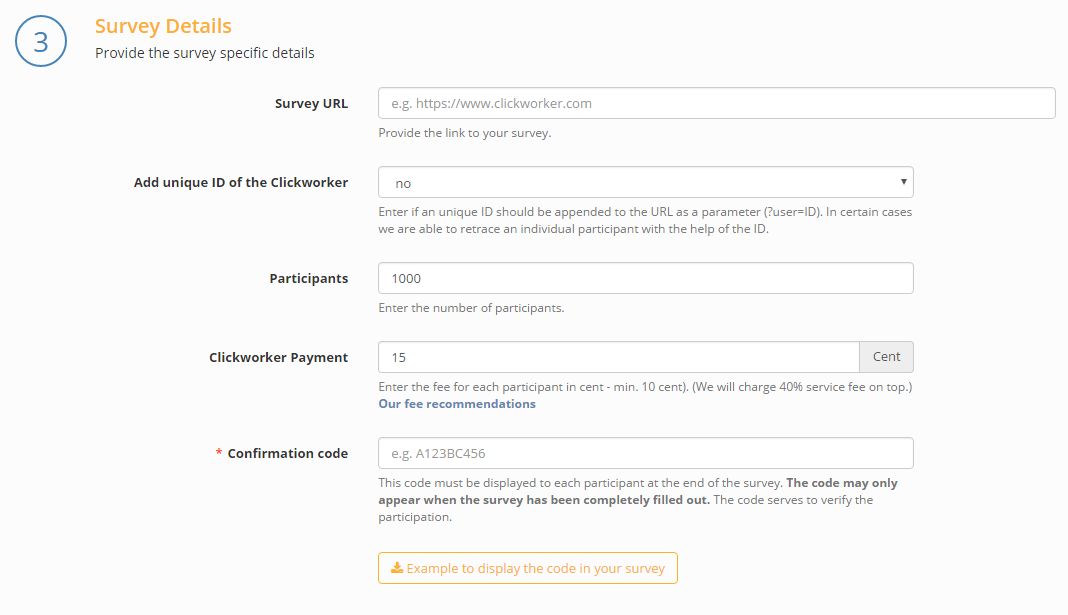 3
Survey Details
Provide the survey specific details
Survey URL
e.g. https://www.clickworker.com
Provide the link to your survey.
Add unique ID of the Clickworker
no
Enter if an unique ID should be appended to the URL as a parameter (?user=ID). In certain cases
we are able to retrace an individual participant with the help of the ID.
Participants
1000
Enter the number of participants.
Clickworker Payment
15
Cent
Enter the fee for each participant in cent - min. 10 cent). (We will charge 40% service fee on top.)
Our fee recommendations
* Confirmation code
e.g. A123BC456
This code must be displayed to each participant at the end of the survey. The code may only
appear when the survey has been completely filled out. The code serves to verify the
participation.
Example to display the code in your survey